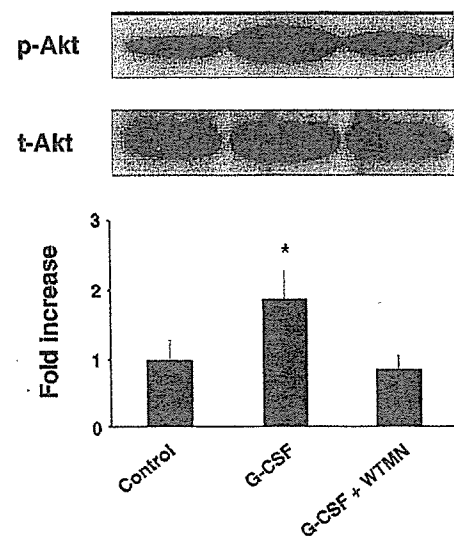 p-Akt
t-Akt
3
2
1
0
Fold increase
*
Control
G-CSF
G-CSF + WTMN